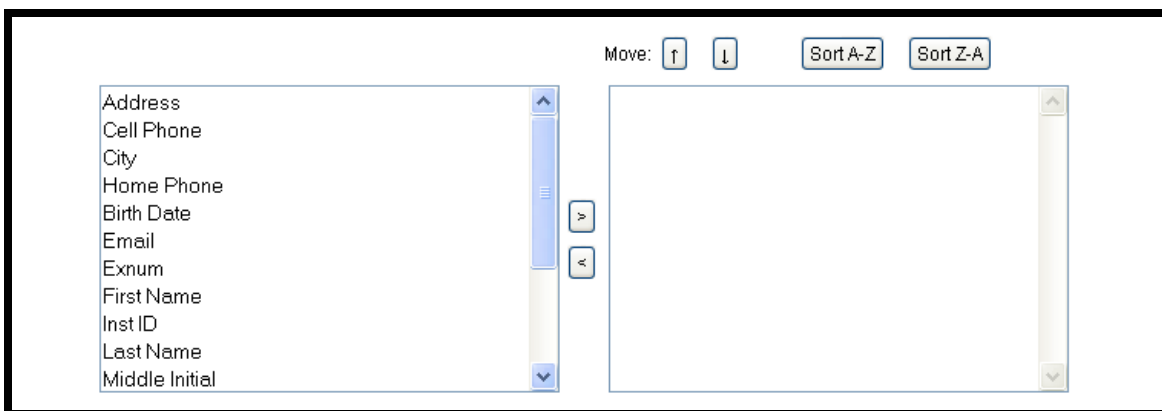 Move: ↑ ↓ Sort A-Z Sort Z-A
Address
Cell Phone
City
Home Phone
Birth Date
Email
Exnum
First Name
Inst ID
Last Name
Middle Initial
>
<